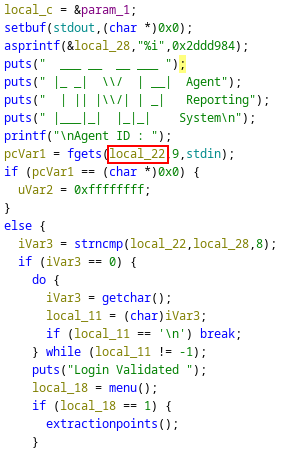 local_c = &param_1;
setbuf(stdout,(char *)0x0);
asprintf(&local_28,"%i",0x2ddd984);
puts("  ___ __  __ ___ ");
puts(" |_ _|  \\/  | __|  Agent");
puts("  | || |\\/| | _|   Reporting");
puts(" |___|_|  |_|_|    System\n");
printf("\nAgent ID : ");
pcVar1 = fgets(local_22,9,stdin);
if (pcVar1 == (char *)0x0) {
  uVar2 = 0xffffffff;
}
else {
  iVar3 = strncmp(local_22,local_28,8);
  if (iVar3 == 0) {
    do {
      iVar3 = getchar();
      local_11 = (char)iVar3;
      if (local_11 == '\n') break;
    } while (local_11 != -1);
    puts("Login Validated ");
    local_18 = menu();
    if (local_18 == 1) {
      extractionpoints();
    }